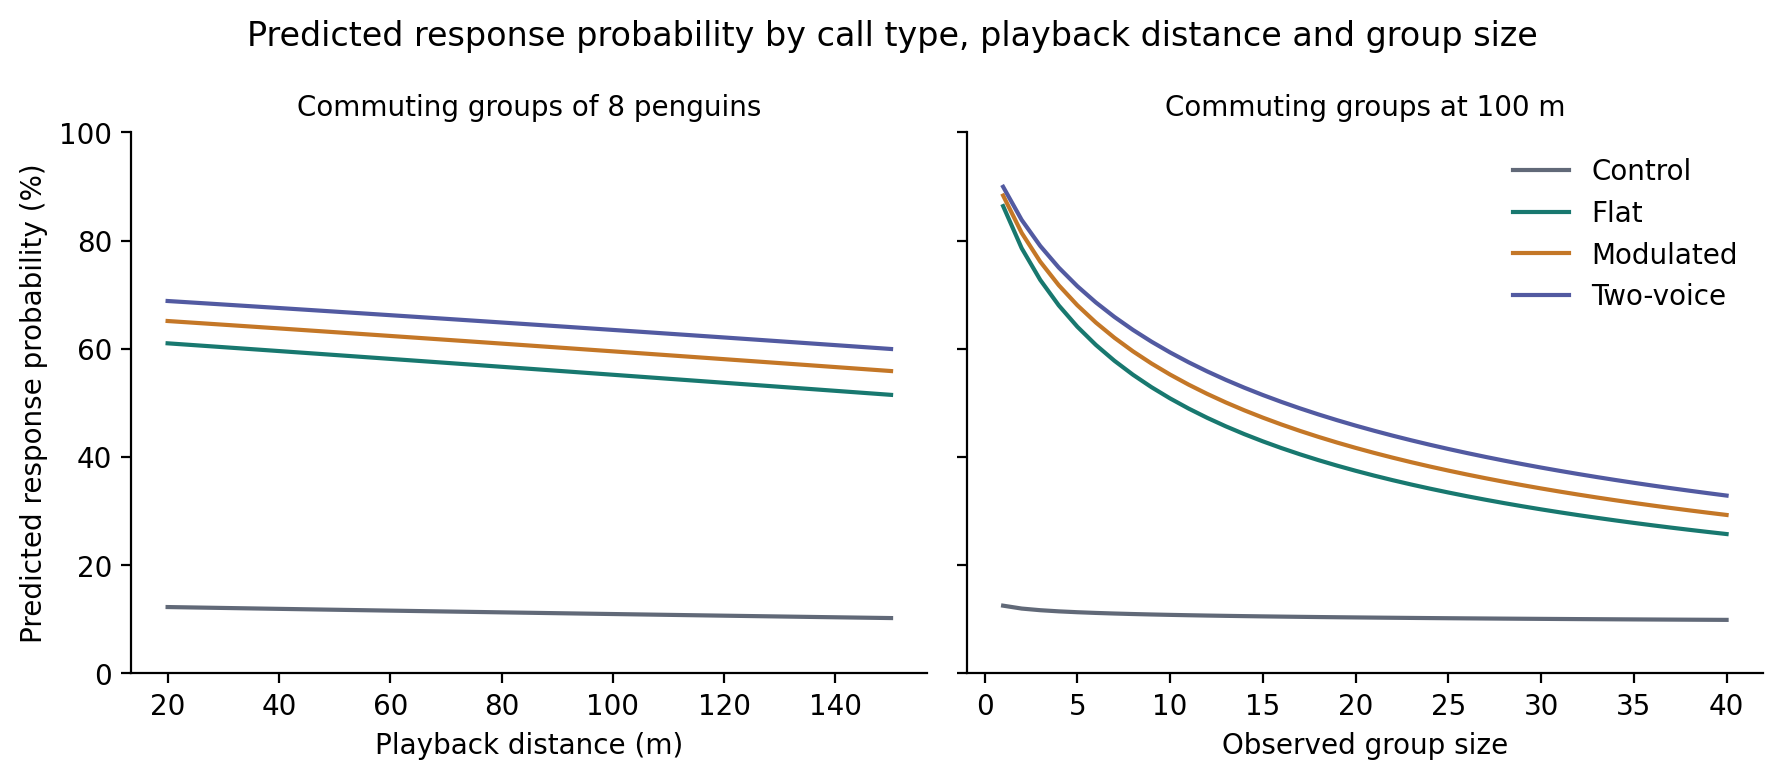 Predicted response probability by call type, playback distance and group size
Commuting groups of 8 penguins
Predicted response probability (%)
100
80
60
40
20
0
20 40 60 80 100 120 140
Playback distance (m)
Commuting groups at 100 m
Control
Flat
Modulated
Two-voice
0 5 10 15 20 25 30 35 40
Observed group size